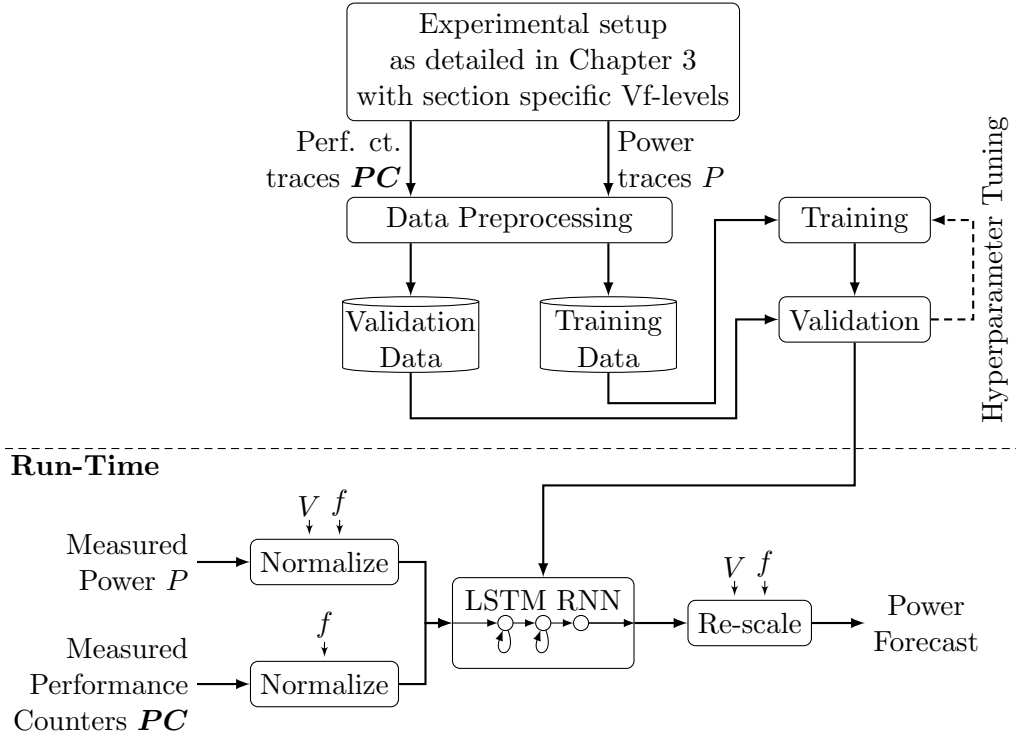 Experimental setup
as detailed in Chapter 3
with section specific Vf-levels
Perf. ct.
traces PC
Power
traces P
Data Preprocessing
Training
Hyperparameter Tuning
Validation
Data
Training
Data
Validation
Run-Time
V f
Measured
Power P
Normalize
f
Measured
Performance
Counters PC
Normalize
LSTM RNN
V f
Re-scale
Power
Forecast